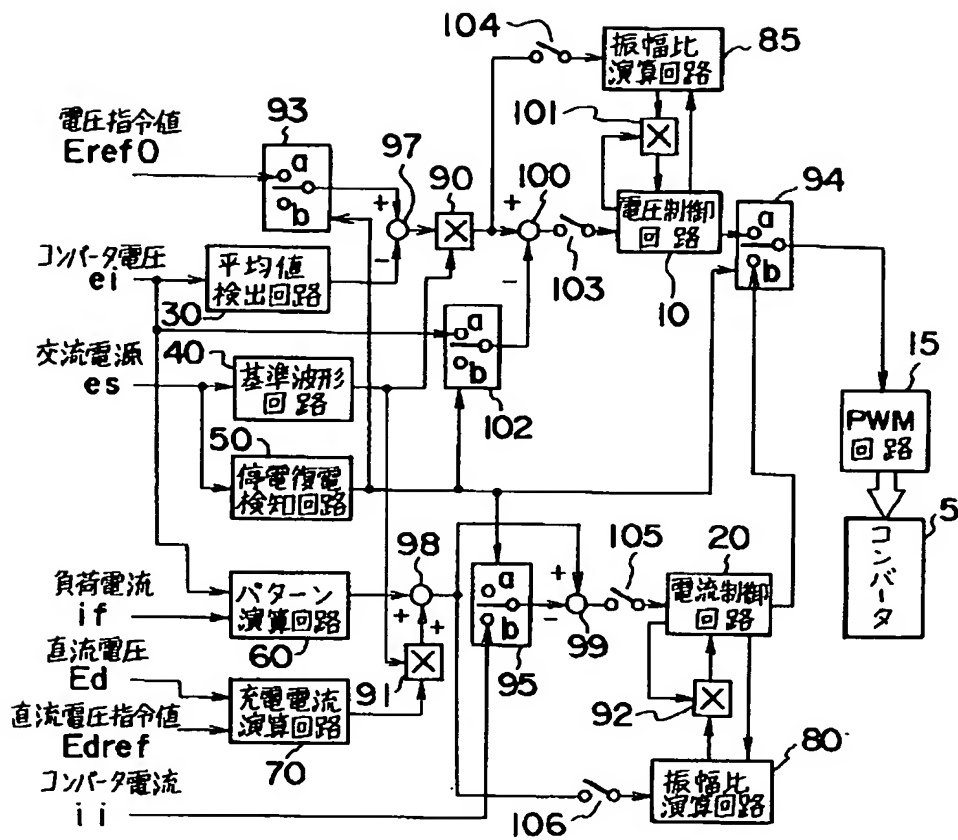 104
振幅比
演算回路
85
電圧指令値
Eref0
93
a
b
97
+
-
90
×
101
×
100
+
-
103
電圧制御
回路
10
94
a
b
コンバータ電圧
ei
平均値
検出回路
30
交流電源
es
40
基準波形
回路
a
b
102
15
PWM
回路
50
停電復電
検知回路
5
コンバータ
98
+
+
a
b
95
+
-
99
105
20
電流制御
回路
負荷電流
if
パターン
演算回路
60
91
×
直流電圧
Ed
充電電流
演算回路
70
直流電圧指令値
Edref
92
×
80
振幅比
演算回路
コンバータ電流
ii
106